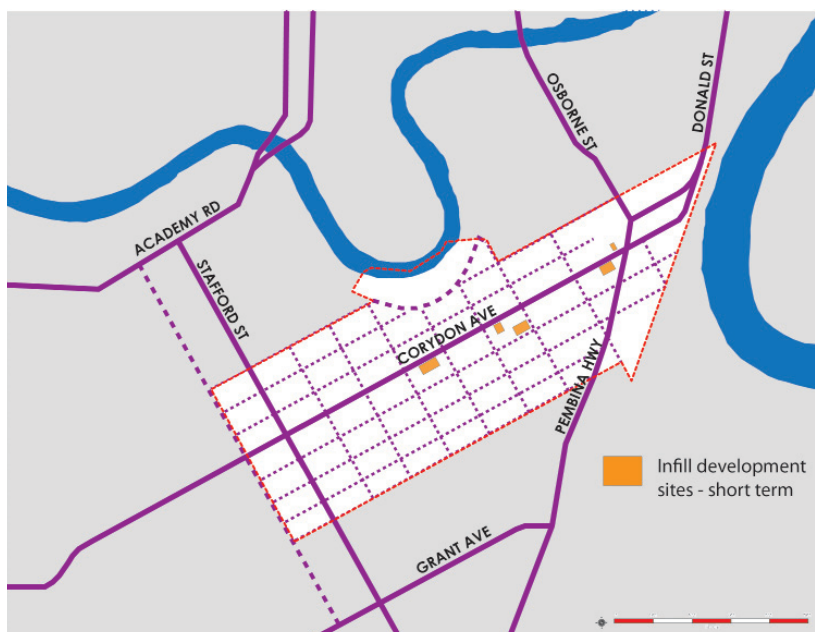 OSBORNE ST
DONALD ST
ACADEMY RD
STAFFORD ST
CORYDON AVE
PEMBINA HWY
Infill development
sites - short term
GRANT AVE